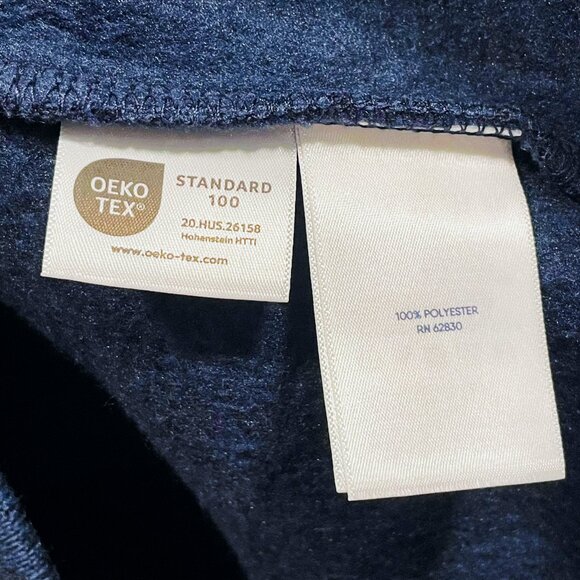 OEKO
TEX®
STANDARD
100
20.HUS.26158
Hohenstein HTTI
www.oeko-tex.com
100% POLYESTER
RN 62830